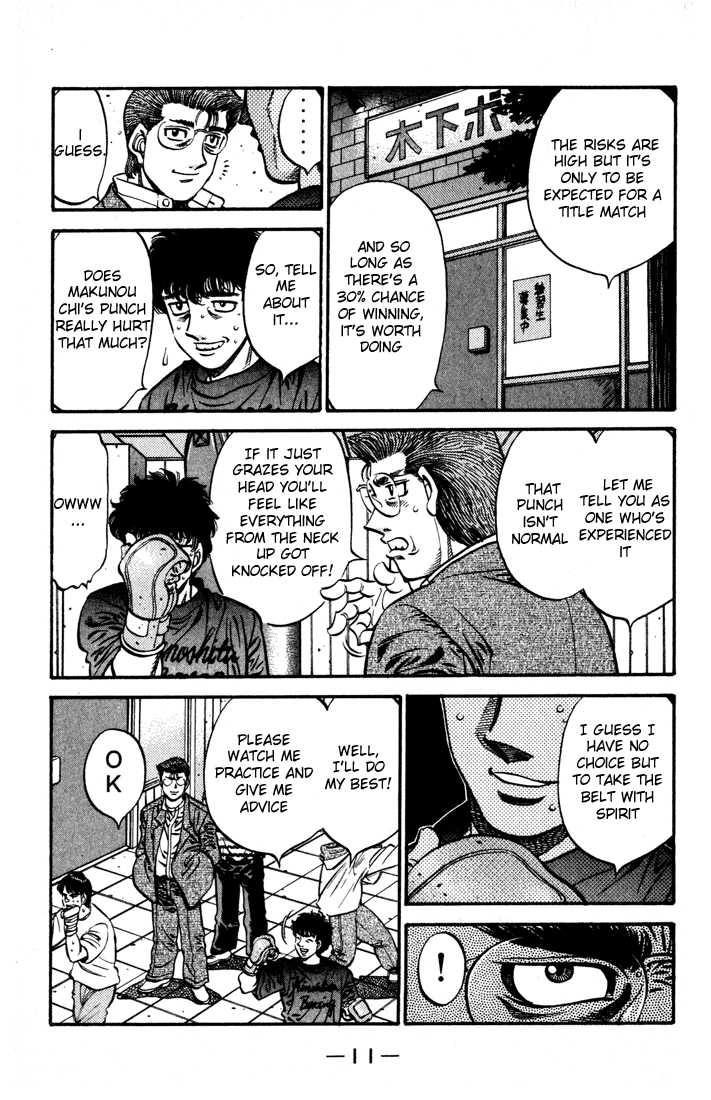 木下ボ
THE RISKS ARE
HIGH BUT IT'S
ONLY TO BE
EXPECTED FOR A
TITLE MATCH
AND SO
LONG AS
THERE'S A
30% CHANCE
OF WINNING,
IT'S WORTH
DOING
......
I
GUESS.
SO, TELL
ME
ABOUT
IT...
DOES
MAKUNOU
CHI'S PUNCH
REALLY HURT
THAT MUCH?
LET ME
TELL YOU AS
ONE WHO'S
EXPERIENCED
IT
THAT
PUNCH
ISN'T
NORMAL
IF IT JUST
GRAZES YOUR
HEAD YOU'LL
FEEL LIKE
EVERYTHING
FROM THE NECK
UP GOT
KNOCKED OFF!
OWWW
...
I GUESS I
HAVE NO
CHOICE BUT
TO TAKE THE
BELT WITH
SPIRIT
!
WELL,
I'LL DO
MY BEST!
PLEASE
WATCH ME
PRACTICE AND
GIVE ME
ADVICE
O
K
Kinoshita
Boxing
—11—